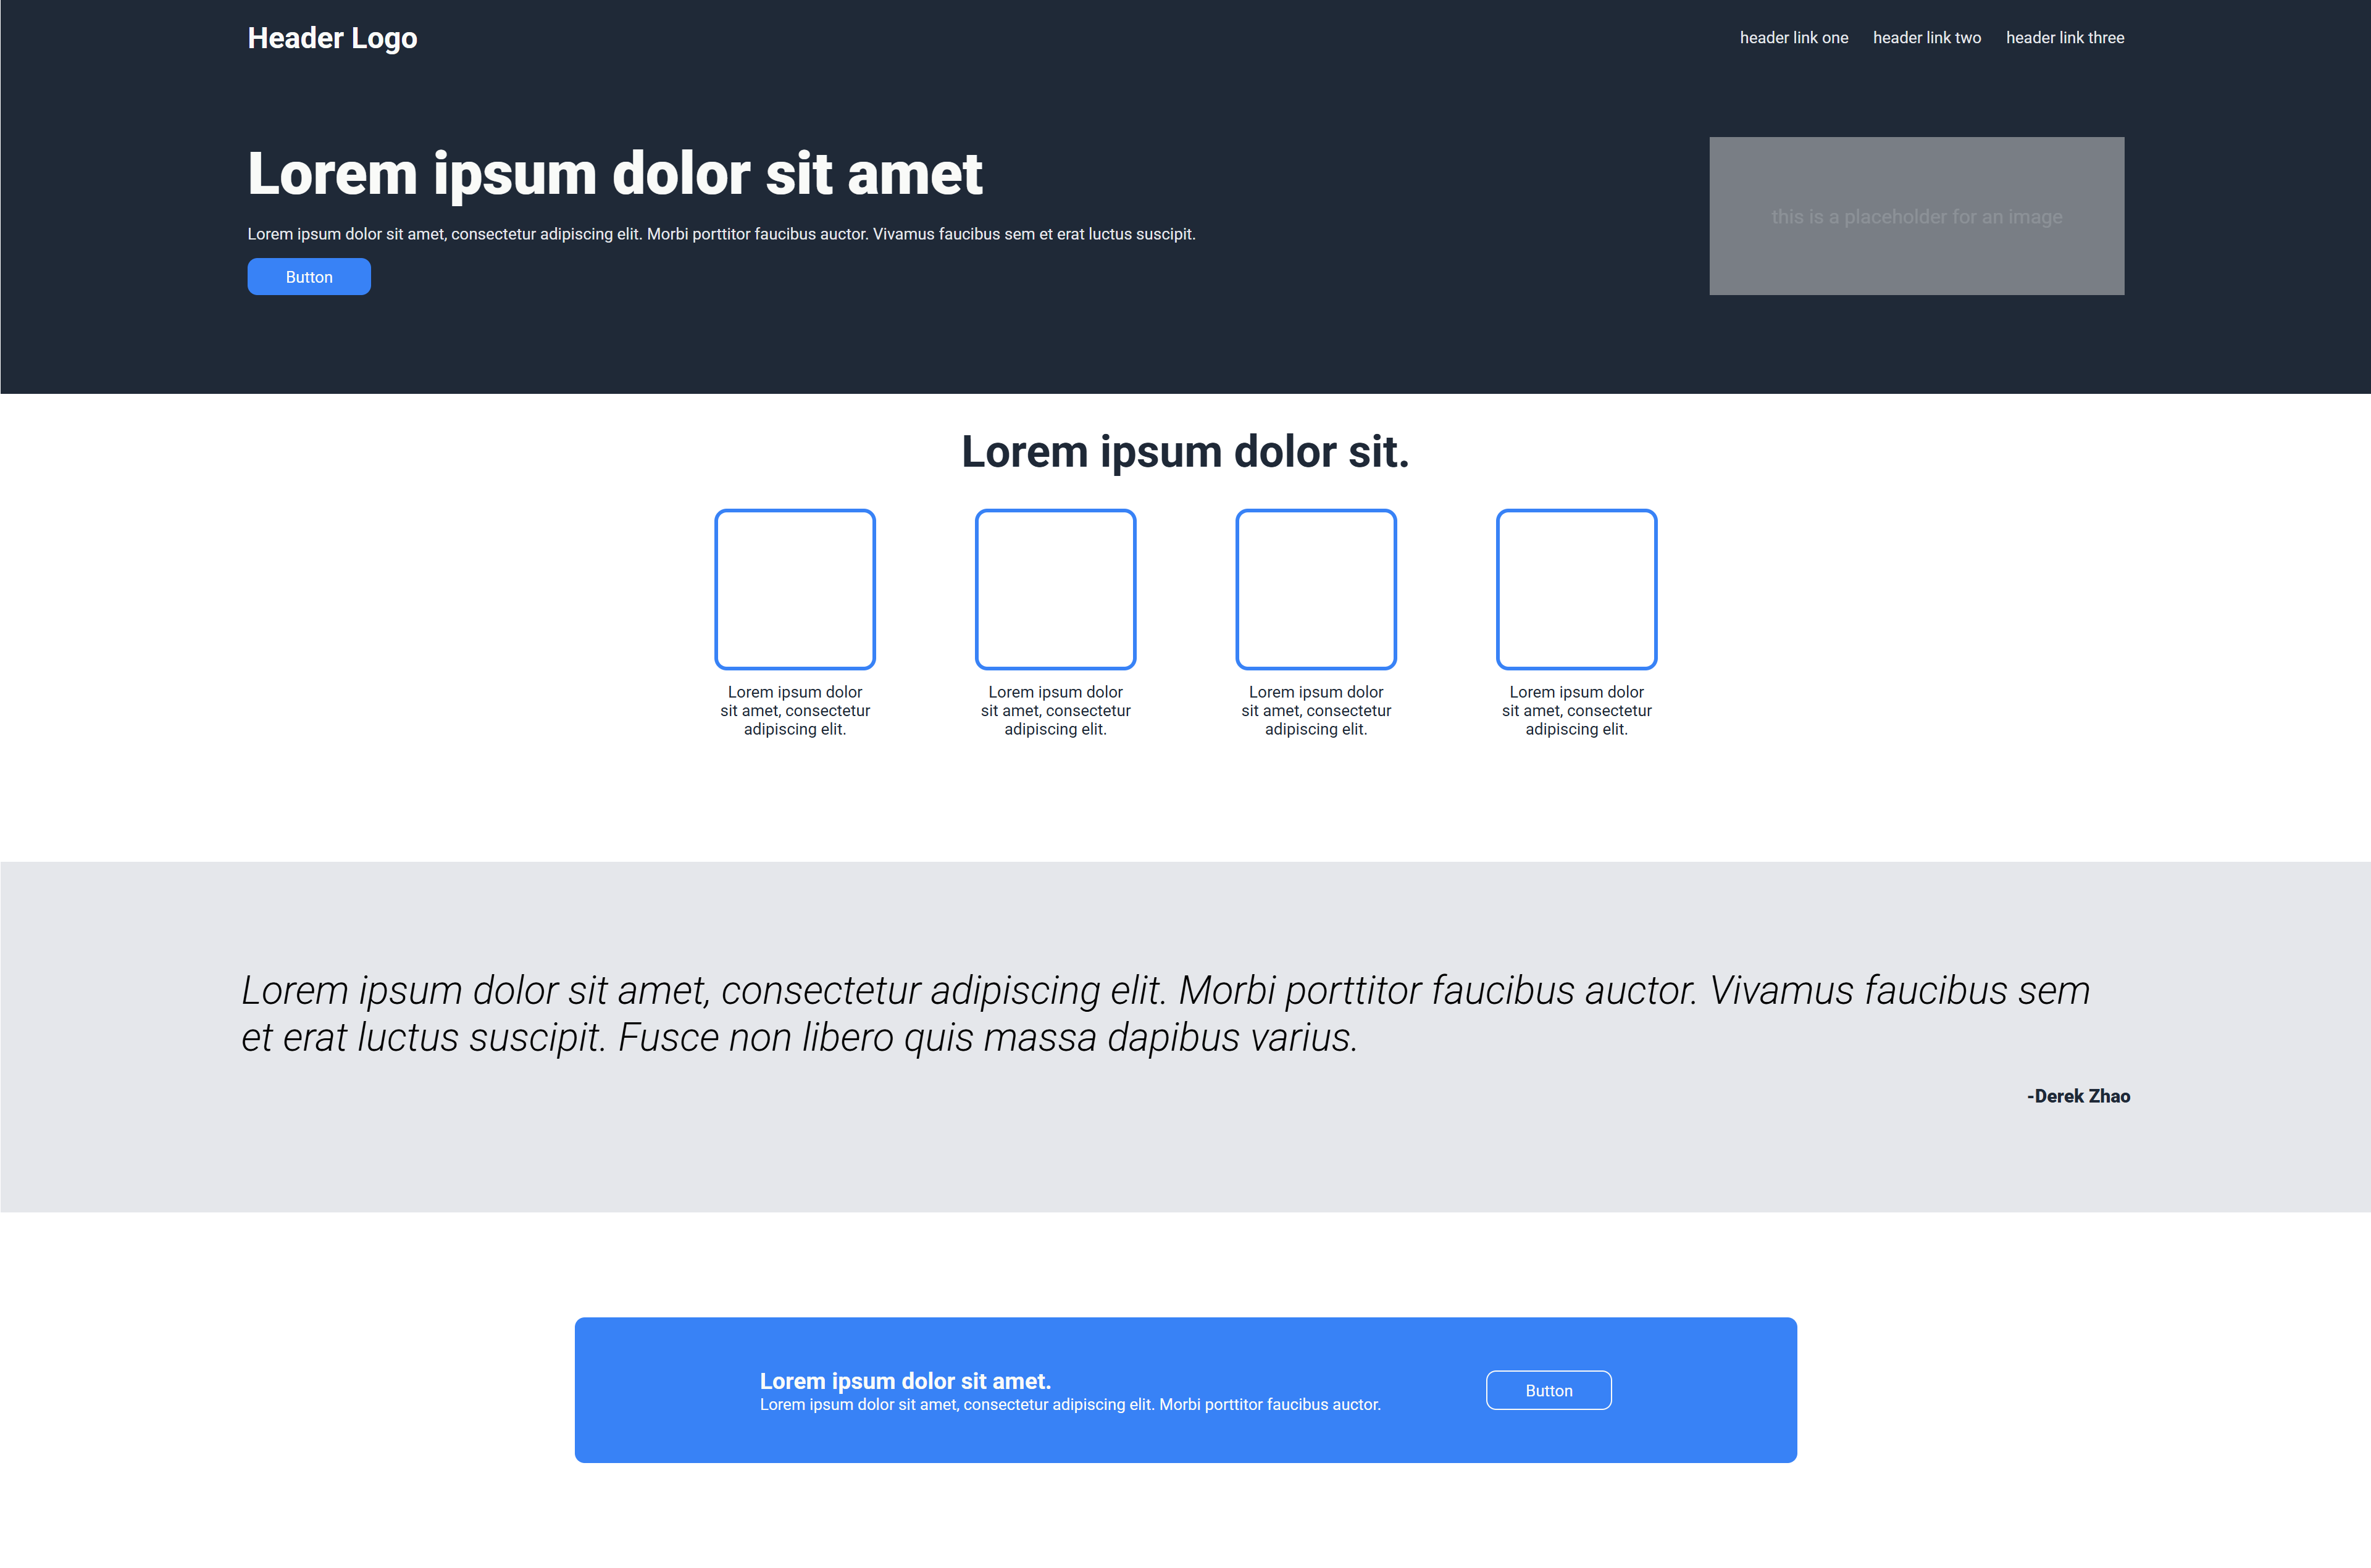 Header Logo
header link one header link two header link three
Lorem ipsum dolor sit amet
Lorem ipsum dolor sit amet, consectetur adipiscing elit. Morbi porttitor faucibus auctor. Vivamus faucibus sem et erat luctus suscipit.
Button
this is a placeholder for an image
Lorem ipsum dolor sit.
Lorem ipsum dolor
sit amet, consectetur
adipiscing elit.
Lorem ipsum dolor
sit amet, consectetur
adipiscing elit.
Lorem ipsum dolor
sit amet, consectetur
adipiscing elit.
Lorem ipsum dolor
sit amet, consectetur
adipiscing elit.
Lorem ipsum dolor sit amet, consectetur adipiscing elit. Morbi porttitor faucibus auctor. Vivamus faucibus sem
et erat luctus suscipit. Fusce non libero quis massa dapibus varius.
-Derek Zhao
Lorem ipsum dolor sit amet.
Lorem ipsum dolor sit amet, consectetur adipiscing elit. Morbi porttitor faucibus auctor.
Button